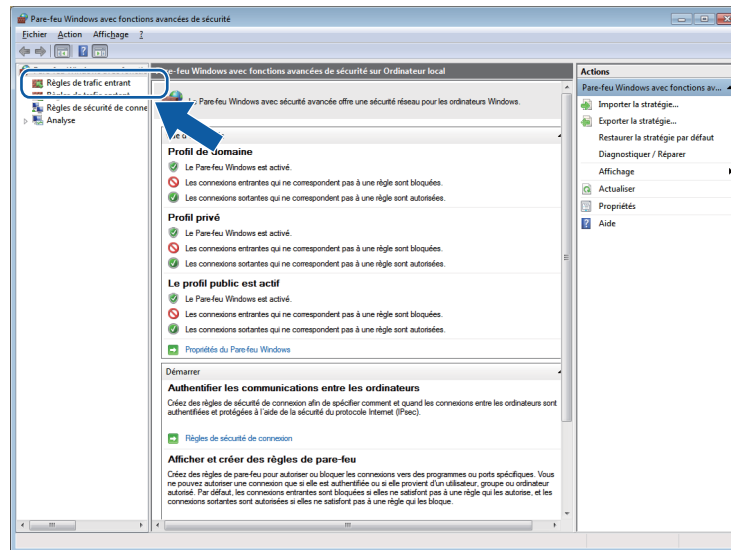 Pare-feu Windows avec fonctions avancées de sécurité
Fichier Action Affichage ?
Règles de trafic entrant
Règles de trafic sortant
Règles de sécurité de conne
Analyse
Pare-feu Windows avec fonctions avancées de sécurité sur Ordinateur local
Pare-feu Windows avec sécurité avancée offre une sécurité réseau pour les ordinateurs Windows.
Profil de domaine
Le Pare-feu Windows est activé.
Les connexions entrantes qui ne correspondent pas à une règle sont bloquées.
Les connexions sortantes qui ne correspondent pas à une règle sont autorisées.
Profil privé
Le Pare-feu Windows est activé.
Les connexions entrantes qui ne correspondent pas à une règle sont bloquées.
Les connexions sortantes qui ne correspondent pas à une règle sont autorisées.
Le profil public est actif
Le Pare-feu Windows est activé.
Les connexions entrantes qui ne correspondent pas à une règle sont bloquées.
Les connexions sortantes qui ne correspondent pas à une règle sont autorisées.
Propriétés du Pare-feu Windows
Démarrer
Authentifier les communications entre les ordinateurs
Créez des règles de sécurité de connexion afin de spécifier comment et quand les connexions entre les ordinateurs sont
authentifiées et protégées à l'aide de la sécurité du protocole Internet (IPsec).
Règles de sécurité de connexion
Afficher et créer des règles de pare-feu
Créez des règles de pare-feu pour autoriser ou bloquer les connexions vers des programmes ou ports spécifiques. Vous
ne pouvez autoriser une connexion que si elle est authentifiée ou si elle provient d'un utilisateur, groupe ou ordinateur
autorisé. Par défaut, les connexions entrantes sont bloquées si elles ne satisfont pas à une règle qui les autorise, et les
connexions sortantes sont autorisées si elles ne satisfont pas à une règle qui les bloque.
Actions
Pare-feu Windows avec fonctions av...
Importer la stratégie...
Exporter la stratégie...
Restaurer la stratégie par défaut
Diagnostiquer / Réparer
Affichage
Actualiser
Propriétés
Aide